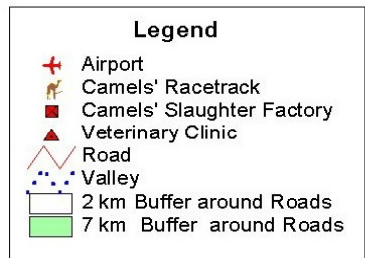 Legend
Airport
Camels' Racetrack
Camels' Slaughter Factory
Veterinary Clinic
Road
Valley
2 km Buffer around Roads
7 km Buffer around Roads